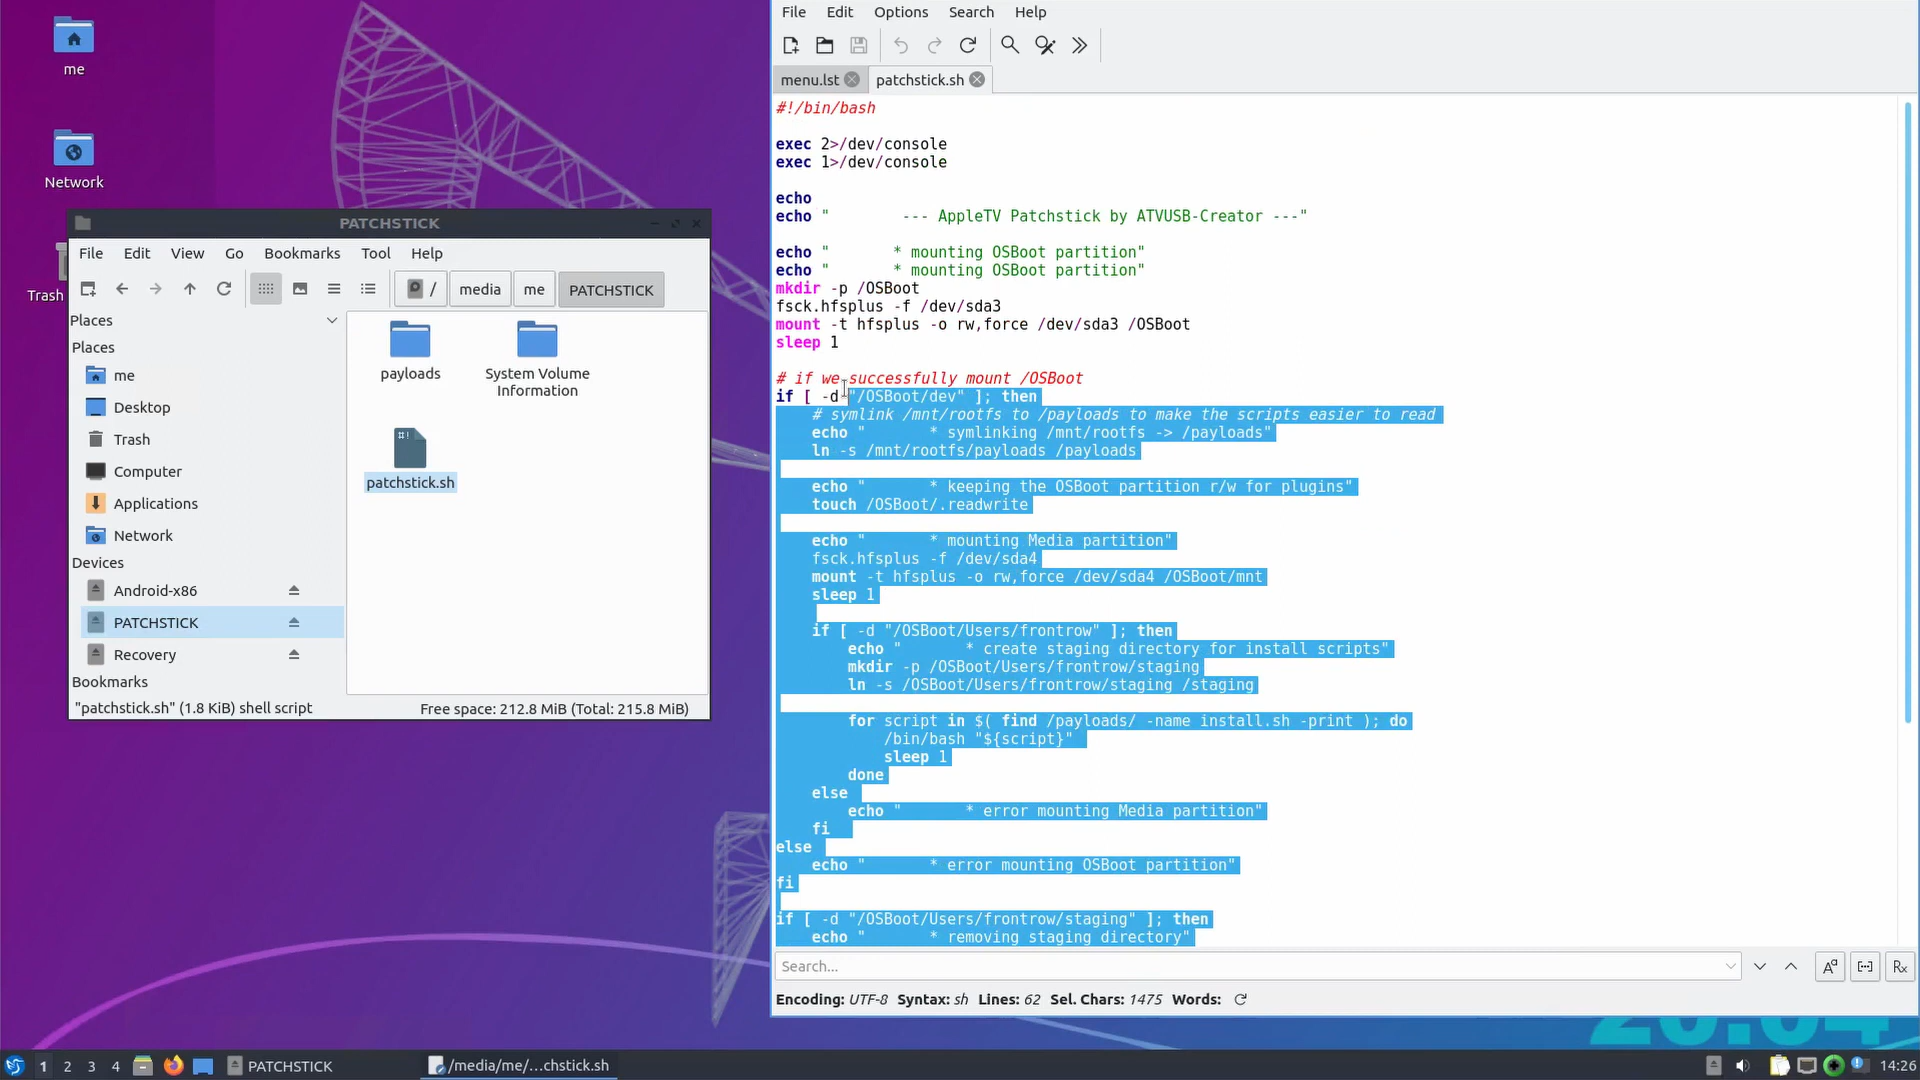 me
Network
Trash
PATCHSTICK
File Edit View Go Bookmarks Tool Help
/ media me PATCHSTICK
Places
Places
me
Desktop
Trash
Computer
Applications
Network
Devices
Android-x86
PATCHSTICK
Recovery
Bookmarks
payloads
System Volume
Information
patchstick.sh
"patchstick.sh" (1.8 KiB) shell script
Free space: 212.8 MiB (Total: 215.8 MiB)
File Edit Options Search Help
menu.lst patchstick.sh
#!/bin/bash
exec 2>/dev/console
exec 1>/dev/console
echo
echo "        --- AppleTV Patchstick by ATVUSB-Creator ---"
echo "       * mounting OSBoot partition"
echo "       * mounting OSBoot partition"
mkdir -p /OSBoot
fsck.hfsplus -f /dev/sda3
mount -t hfsplus -o rw,force /dev/sda3 /OSBoot
sleep 1
# if we successfully mount /OSBoot
if [ -d "/OSBoot/dev" ]; then
    # symlink /mnt/rootfs to /payloads to make the scripts easier to read
    echo "       * symlinking /mnt/rootfs -> /payloads"
    ln -s /mnt/rootfs/payloads /payloads
    echo "       * keeping the OSBoot partition r/w for plugins"
    touch /OSBoot/.readwrite
    echo "       * mounting Media partition"
    fsck.hfsplus -f /dev/sda4
    mount -t hfsplus -o rw,force /dev/sda4 /OSBoot/mnt
    sleep 1
    if [ -d "/OSBoot/Users/frontrow" ]; then
        echo "       * create staging directory for install scripts"
        mkdir -p /OSBoot/Users/frontrow/staging
        ln -s /OSBoot/Users/frontrow/staging /staging
        for script in $( find /payloads/ -name install.sh -print ); do
            /bin/bash "${script}"
            sleep 1
        done
    else
        echo "       * error mounting Media partition"
    fi
else
    echo "       * error mounting OSBoot partition"
fi
if [ -d "/OSBoot/Users/frontrow/staging" ]; then
    echo "       * removing staging directory"
Search...
Encoding: UTF-8 Syntax: sh Lines: 62 Sel. Chars: 1475 Words:
20.04
1 2 3 4 PATCHSTICK /media/me/...chstick.sh 14:26